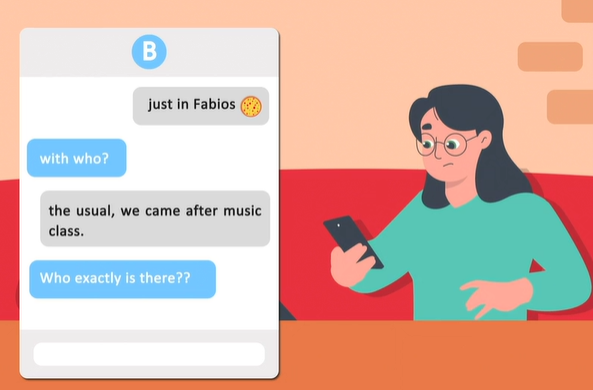 B
just in Fabios 🍕
with who?
the usual, we came after music
class.
Who exactly is there??